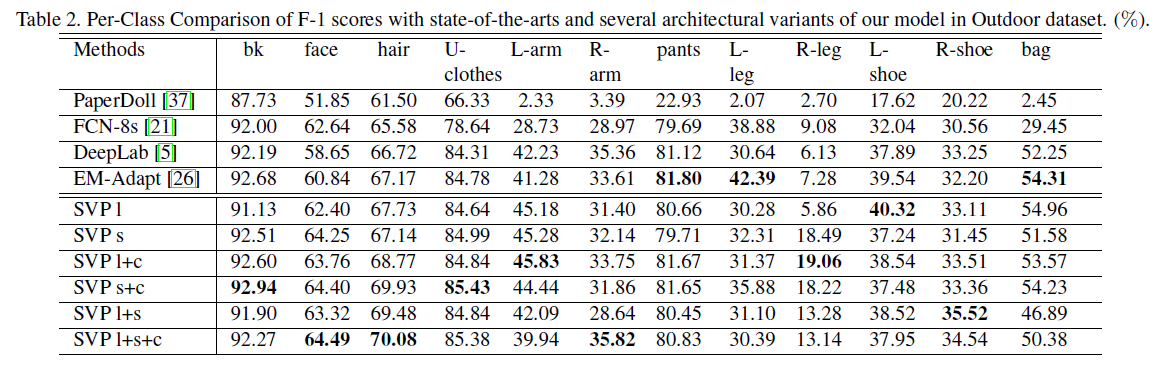 Table 2. Per-Class Comparison of F-1 scores with state-of-the-arts and several architectural variants of our model in Outdoor dataset. (%).
Methods bk face hair U- L-arm R- pants L- R-leg L- R-shoe bag
clothes arm leg shoe
PaperDoll [37] 87.73 51.85 61.50 66.33 2.33 3.39 22.93 2.07 2.70 17.62 20.22 2.45
FCN-8s [21] 92.00 62.64 65.58 78.64 28.73 28.97 79.69 38.88 9.08 32.04 30.56 29.45
DeepLab [5] 92.19 58.65 66.72 84.31 42.23 35.36 81.12 30.64 6.13 37.89 33.25 52.25
EM-Adapt [26] 92.68 60.84 67.17 84.78 41.28 33.61 81.80 42.39 7.28 39.54 32.20 54.31
SVP l 91.13 62.40 67.73 84.64 45.18 31.40 80.66 30.28 5.86 40.32 33.11 54.96
SVP s 92.51 64.25 67.14 84.99 45.28 32.14 79.71 32.31 18.49 37.24 31.45 51.58
SVP l+c 92.60 63.76 68.77 84.84 45.83 33.75 81.67 31.37 19.06 38.54 33.51 53.57
SVP s+c 92.94 64.40 69.93 85.43 44.44 31.86 81.65 35.88 18.22 37.48 33.36 54.23
SVP l+s 91.90 63.32 69.48 84.84 42.09 28.64 80.45 31.10 13.28 38.52 35.52 46.89
SVP l+s+c 92.27 64.49 70.08 85.38 39.94 35.82 80.83 30.39 13.14 37.95 34.54 50.38